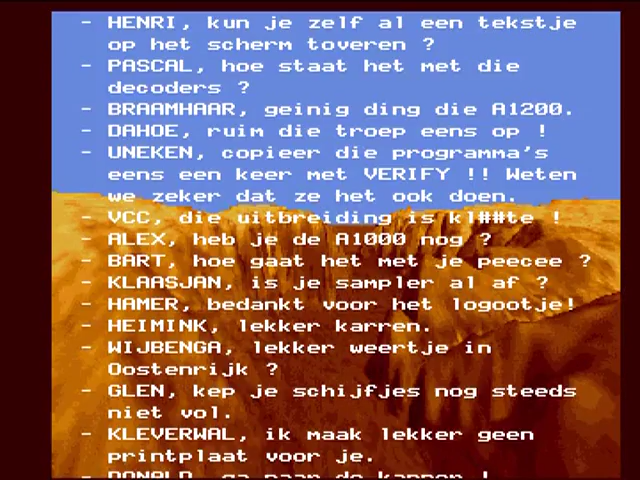 - HENRI, kun je zelf al een tekstje
op het scherm toveren ?
- PASCAL, hoe staat het met die
decoders ?
- BRAAMHAAR, geinig ding die A1200.
- DAHOE, ruim die troep eens op !
- UNEKEN, copieer die programma's
eens een keer met VERIFY !! Weten
we zeker dat ze het ook doen.
- VCC, die uitbreiding is kl##te !
- ALEX, heb je de A1000 nog ?
- BART, hoe gaat het met je peecee ?
- KLAASJAN, is je sampler al af ?
- HAMER, bedankt voor het logootje!
- HEIMINK, lekker karren.
- WIJBENGA, lekker weertje in
Oostenrijk ?
- GLEN, kep je schijfjes nog steeds
niet vol.
- KLEVERWAL, ik maak lekker geen
printplaat voor je.
- DONALD, ga naar de kapper !